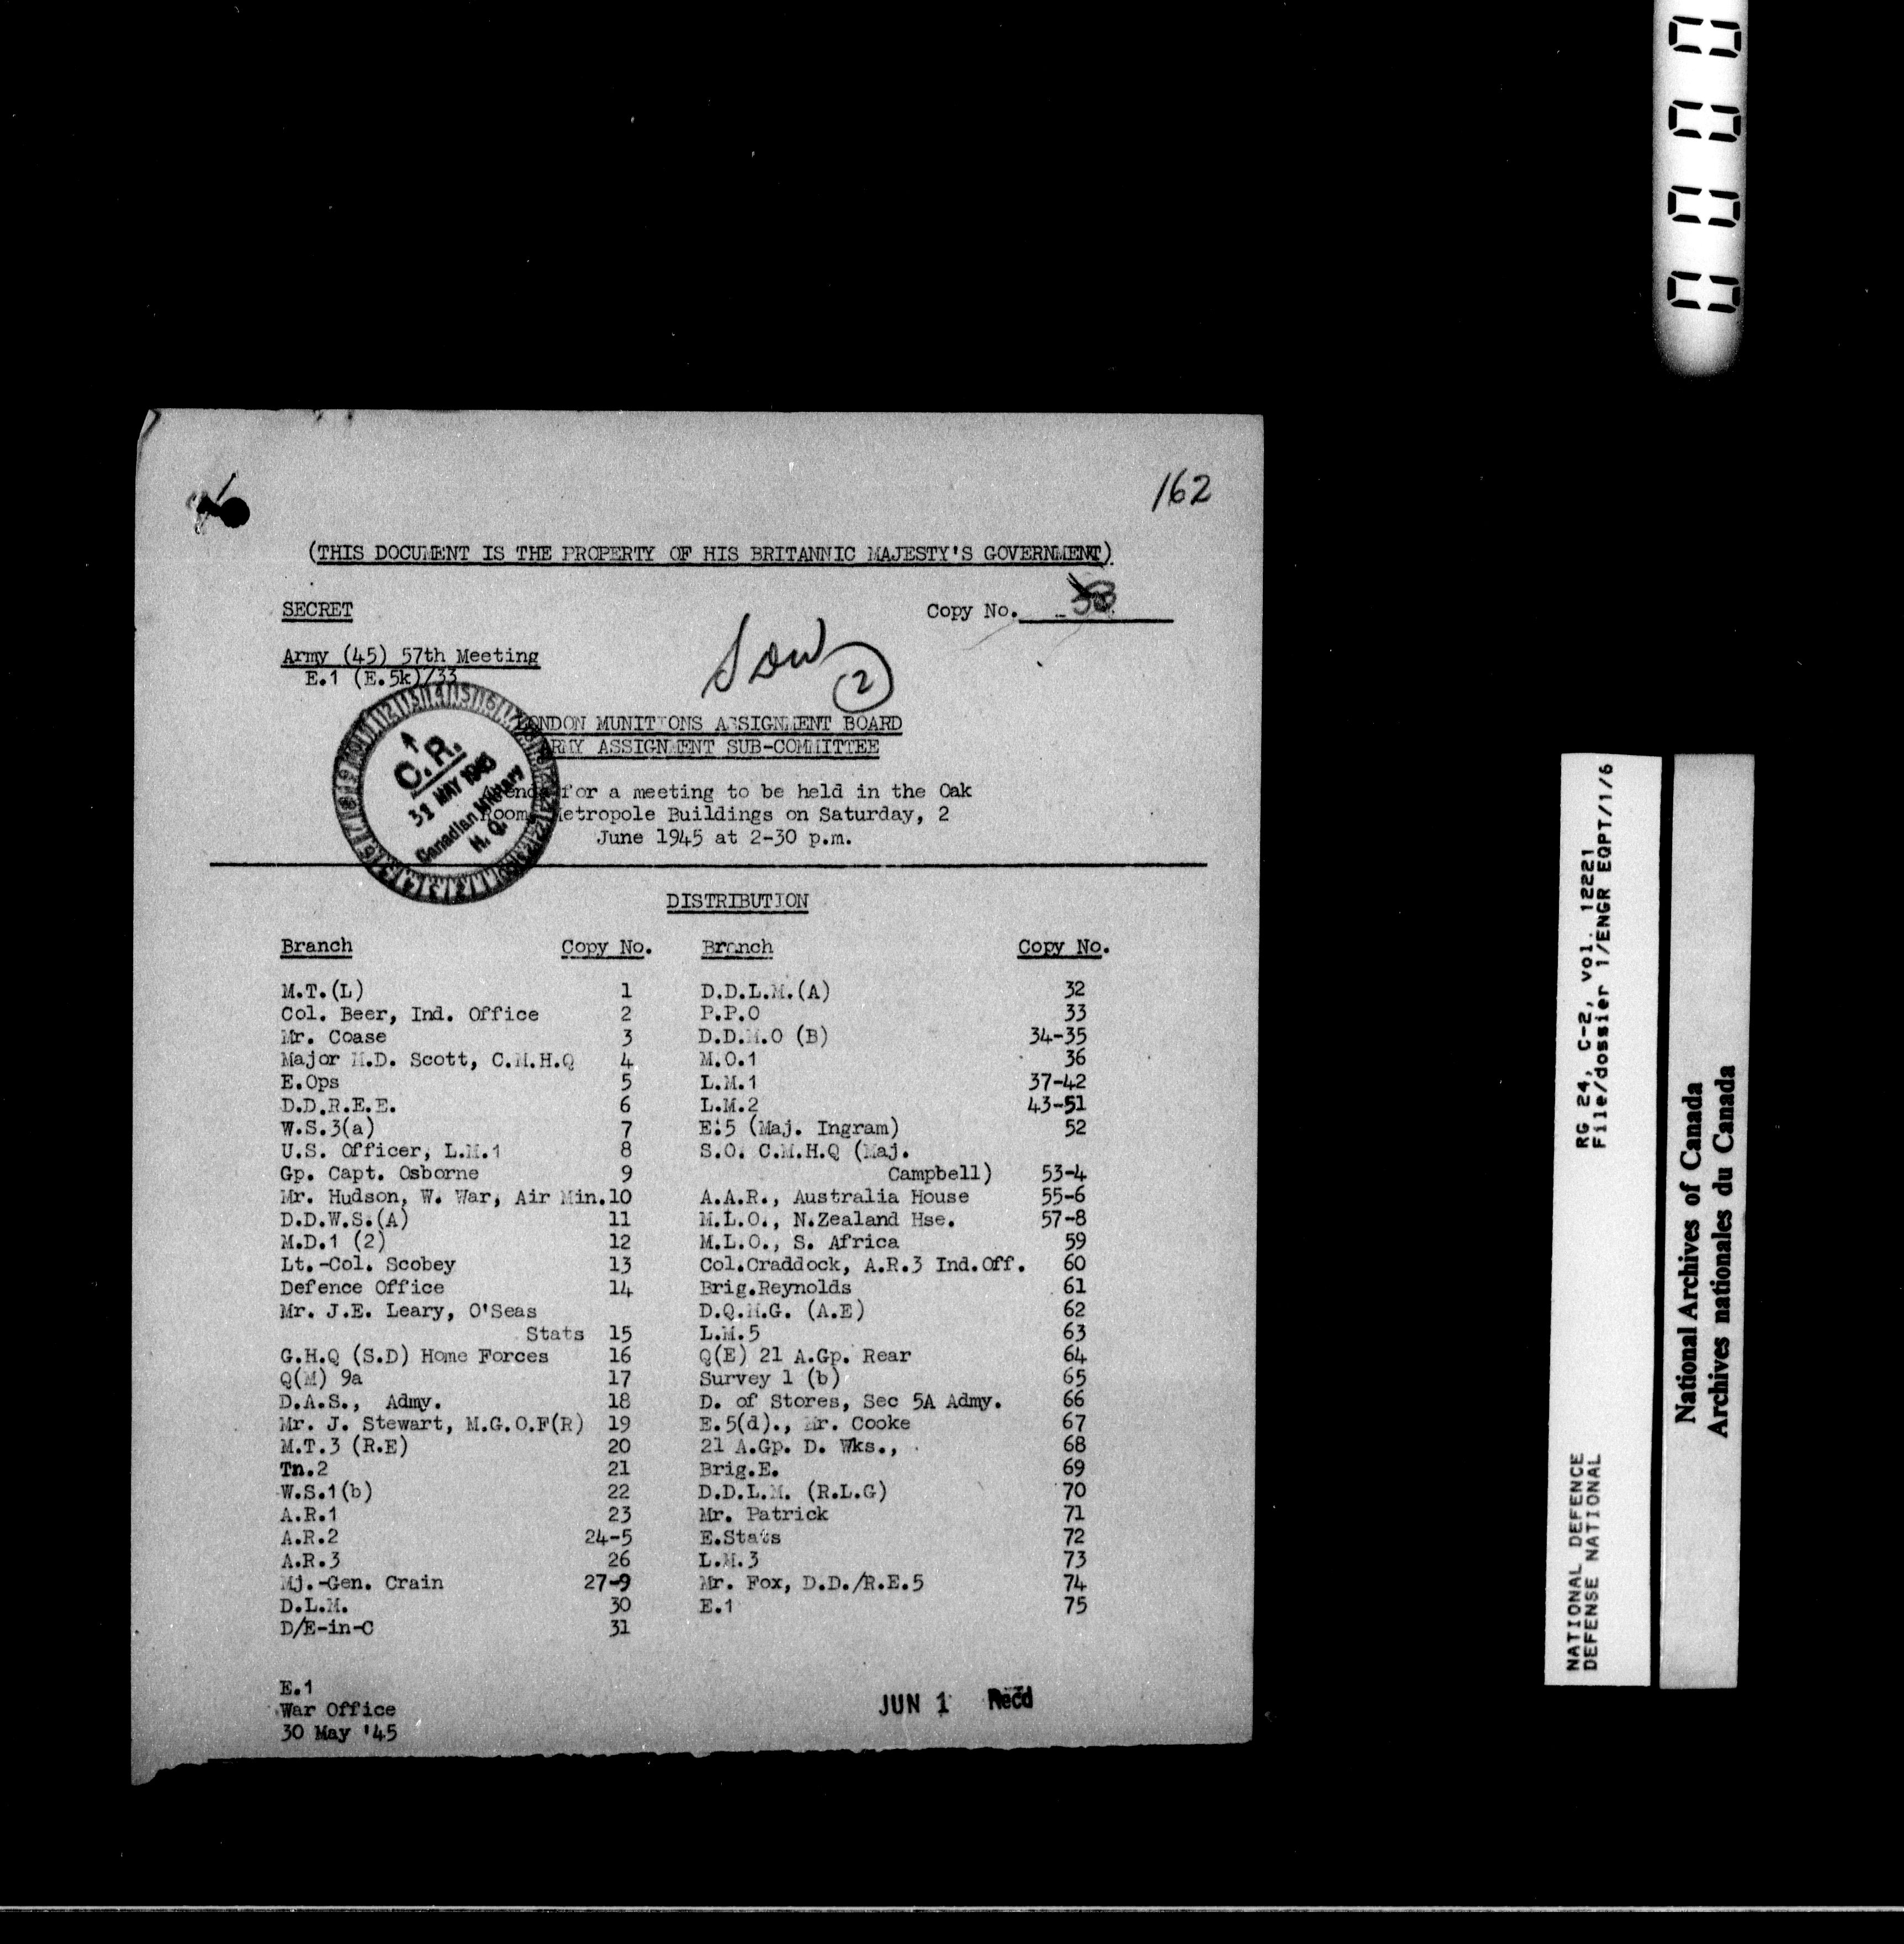 162
(THIS DOCUMENT IS THE PROPERTY OF HIS BRITANNIC MAJESTY'S GOVERNMENT)
SECRET
Copy No.
Army (45) 57th Meeting
E.1 (E.5k)/33
2
LONDON MUNITIONS ASSIGNMENT BOARD
ARMY ASSIGNMENT SUB-COMMITTEE
O.R.
31 MAY 1945
Canadian Military
H. Q.
Agenda for a meeting to be held in the Oak
Room, Metropole Buildings on Saturday, 2
June 1945 at 2-30 p.m.
DISTRIBUTION
Branch Copy No. Branch Copy No.
M.T.(L) 1 D.D.L.M.(A) 32
Col. Beer, Ind. Office 2 P.P.O 33
Mr. Coase 3 D.D.M.O (B) 34-35
Major M.D. Scott, C.M.H.Q 4 M.O.1 36
E.Ops 5 L.M.1 37-42
D.D.R.E.E. 6 L.M.2 43-51
W.S.3(a) 7 E.5 (Maj. Ingram) 52
U.S. Officer, L.M.1 8 S.O. C.M.H.Q (Maj.
Gp. Capt. Osborne 9 Campbell) 53-4
Mr. Hudson, W. War, Air Min. 10 A.A.R., Australia House 55-6
D.D.W.S.(A) 11 M.L.O., N.Zealand Hse. 57-8
M.D.1 (2) 12 M.L.O., S. Africa 59
Lt.-Col. Scobey 13 Col.Craddock, A.R.3 Ind.Off. 60
Defence Office 14 Brig.Reynolds 61
Mr. J.E. Leary, O'Seas D.Q.M.G. (A.E) 62
Stats 15 L.M.5 63
G.H.Q (S.D) Home Forces 16 Q(E) 21 A.Gp. Rear 64
Q(M) 9a 17 Survey 1 (b) 65
D.A.S., Admy. 18 D. of Stores, Sec 5A Admy. 66
Mr. J. Stewart, M.G.O.F(R) 19 E.5(d)., Mr. Cooke 67
M.T.3 (R.E) 20 21 A.Gp. D. Wks., 68
Tn.2 21 Brig.E. 69
W.S.1(b) 22 D.D.L.M. (R.L.G) 70
A.R.1 23 Mr. Patrick 71
A.R.2 24-5 E.Stats 72
A.R.3 26 L.M.3 73
Mj.-Gen. Crain 27-9 Mr. Fox, D.D./R.E.5 74
D.L.M. 30 E.1 75
D/E-in-C 31
E.1
War Office
30 May '45
JUN 1 Recd
RG 24, C-2, vol. 12221
File/dossier 1/ENGR EQPT/1/6
NATIONAL DEFENCE
DEFENSE NATIONAL
National Archives of Canada
Archives nationales du Canada